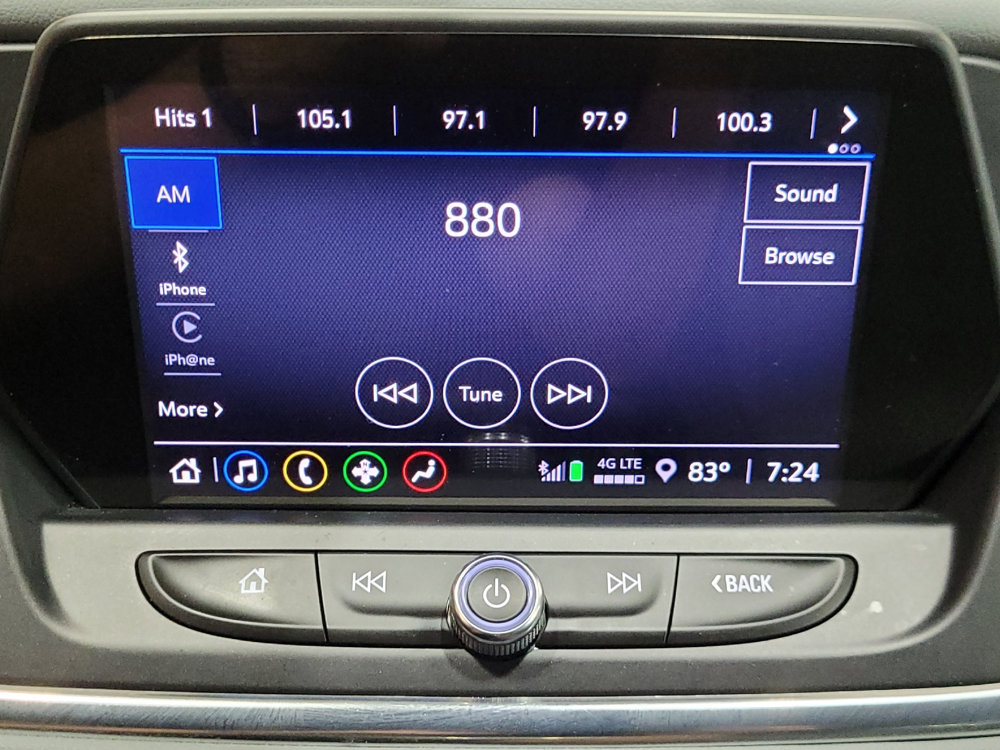 Hits 1 | 105.1 | 97.1 | 97.9 | 100.3
AM
880
Sound
Browse
iPhone
iPh@ne
More
Tune
4G LTE
83° | 7:24
BACK